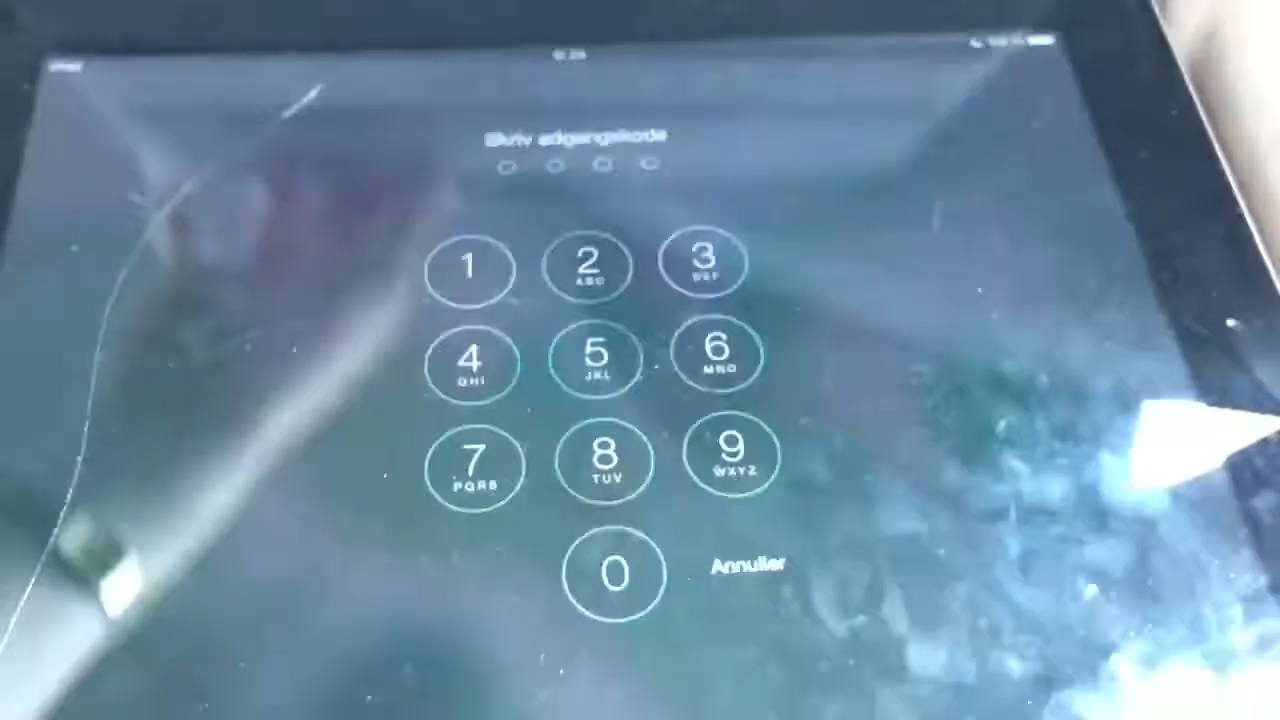 Skriv adgangskode
1
2
ABC
3
DEF
4
GHI
5
JKL
6
MNO
7
PQRS
8
TUV
9
WXYZ
0
Annuller